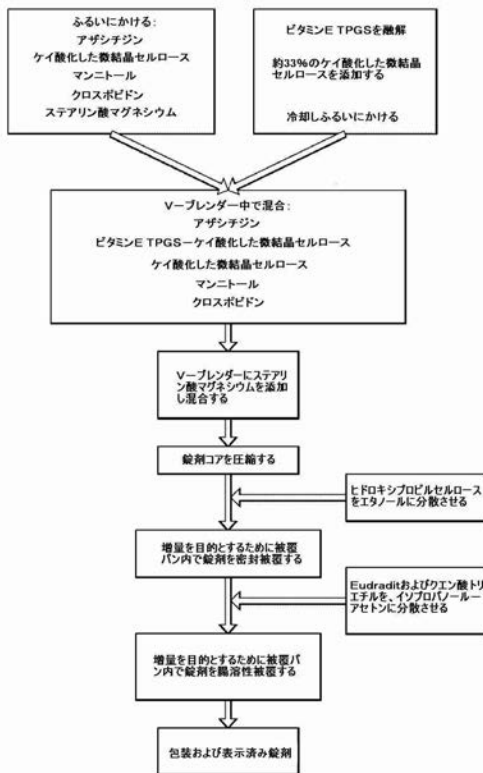 ふるいにかける:
アザシチジン
ケイ酸化した微結晶セルロース
マンニトール
クロスポビドン
ステアリン酸マグネシウム
ビタミンE TPGSを融解
約33%のケイ酸化した微結晶
セルロースを添加する
冷却しふるいにかける
V−ブレンダー中で混合:
アザシチジン
ビタミンE TPGS−ケイ酸化した微結晶セルロース
ケイ酸化した微結晶セルロース
マンニトール
クロスポビドン
V−ブレンダーにステアリ
ン酸マグネシウムを添加
し混合する
錠剤コアを圧縮する
ヒドロキシプロピルセルロース
をエタノールに分散させる
増量を目的とするために被覆
パン内で錠剤を密封被覆する
Eudraditおよびクエン酸トリ
エチルを、イソプロパノール−
アセトンに分散させる
増量を目的とするために被覆パ
ン内で錠剤を腸溶性被覆する
包装および表示済み錠剤